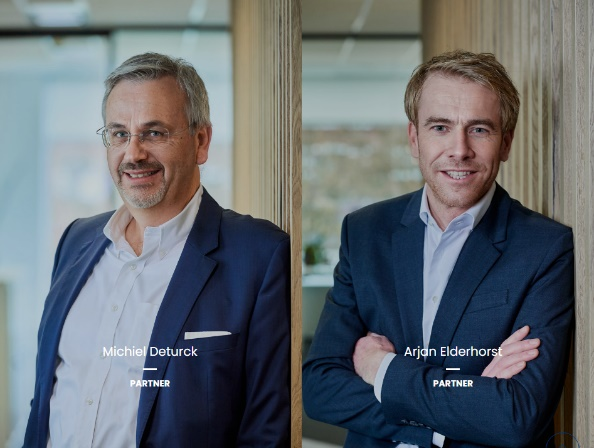 Michiel Deturck
PARTNER
Arjan Elderhorst
PARTNER